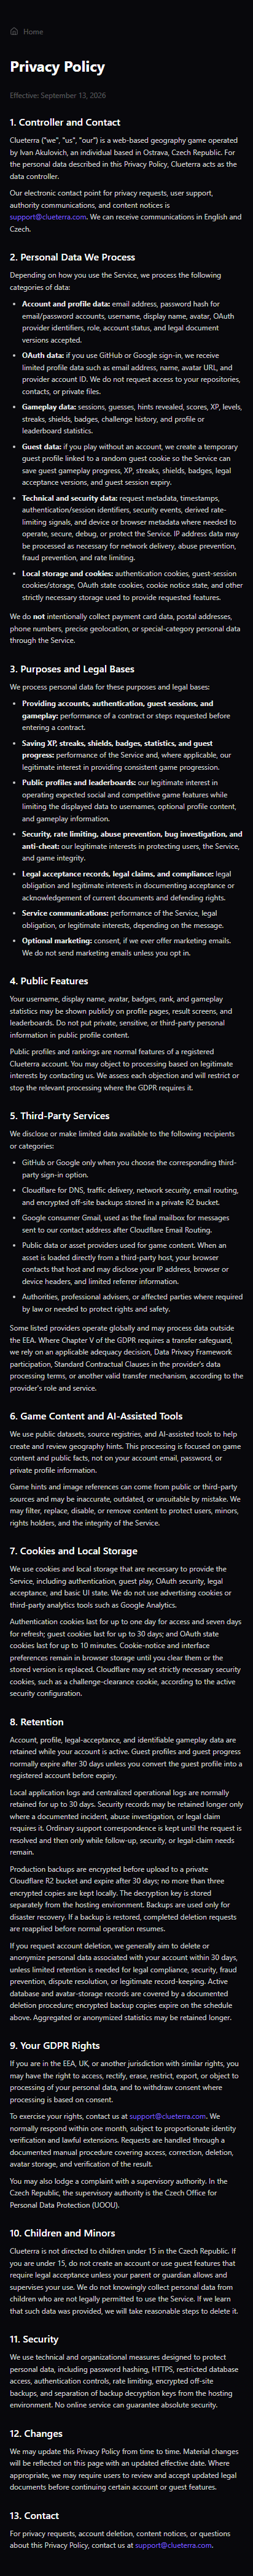 Home
Privacy Policy
Effective: September 13, 2026
1. Controller and Contact
Clueterra ("we", "us", "our") is a web-based geography game operated
by Ivan Akulovich, an individual based in Ostrava, Czech Republic. For
the personal data described in this Privacy Policy, Clueterra acts as the
data controller.
Our electronic contact point for privacy requests, user support,
authority communications, and content notices is
support@clueterra.com. We can receive communications in English and
Czech.
2. Personal Data We Process
Depending on how you use the Service, we process the following
categories of data:
• Account and profile data: email address, password hash for
email/password accounts, username, display name, avatar, OAuth
provider identifiers, role, account status, and legal document
versions accepted.
• OAuth data: if you use GitHub or Google sign-in, we receive
limited profile data such as email address, name, avatar URL, and
provider account ID. We do not request access to your repositories,
contacts, or private files.
• Gameplay data: sessions, guesses, hints revealed, scores, XP, levels,
streaks, shields, badges, challenge history, and profile or
leaderboard statistics.
• Guest data: if you play without an account, we create a temporary
guest profile linked to a random guest cookie so the Service can
save guest gameplay progress, XP, streaks, shields, badges, legal
acceptance versions, and guest session expiry.
• Technical and security data: request metadata, timestamps,
authentication/session identifiers, security events, derived rate-
limiting signals, and device or browser metadata where needed to
operate, secure, debug, or protect the Service. IP address data may
be processed as necessary for network delivery, abuse prevention,
fraud prevention, and rate limiting.
• Local storage and cookies: authentication cookies, guest-session
cookies/storage, OAuth state cookies, cookie notice state, and other
strictly necessary storage used to provide requested features.
We do not intentionally collect payment card data, postal addresses,
phone numbers, precise geolocation, or special-category personal data
through the Service.
3. Purposes and Legal Bases
We process personal data for these purposes and legal bases:
• Providing accounts, authentication, guest sessions, and
gameplay: performance of a contract or steps requested before
entering a contract.
• Saving XP, streaks, shields, badges, statistics, and guest
progress: performance of the Service and, where applicable, our
legitimate interest in providing consistent game progression.
• Public profiles and leaderboards: our legitimate interest in
operating expected social and competitive game features while
limiting the displayed data to usernames, optional profile content,
and gameplay information.
• Security, rate limiting, abuse prevention, bug investigation, and
anti-cheat: our legitimate interests in protecting users, the Service,
and game integrity.
• Legal acceptance records, legal claims, and compliance: legal
obligation and legitimate interests in documenting acceptance or
acknowledgement of current documents and defending rights.
• Service communications: performance of the Service, legal
obligation, or legitimate interests, depending on the message.
• Optional marketing: consent, if we ever offer marketing emails.
We do not send marketing emails unless you opt in.
4. Public Features
Your username, display name, avatar, badges, rank, and gameplay
statistics may be shown publicly on profile pages, result screens, and
leaderboards. Do not put private, sensitive, or third-party personal
information in public profile content.
Public profiles and rankings are normal features of a registered
Clueterra account. You may object to processing based on legitimate
interests by contacting us. We assess each objection and will restrict or
stop the relevant processing where the GDPR requires it.
5. Third-Party Services
We disclose or make limited data available to the following recipients
or categories:
• GitHub or Google only when you choose the corresponding third-
party sign-in option.
• Cloudflare for DNS, traffic delivery, network security, email routing,
and encrypted off-site backups stored in a private R2 bucket.
• Google consumer Gmail, used as the final mailbox for messages
sent to our contact address after Cloudflare Email Routing.
• Public data or asset providers used for game content. When an
asset is loaded directly from a third-party host, your browser
contacts that host and may disclose your IP address, browser or
device headers, and limited referrer information.
• Authorities, professional advisers, or affected parties where required
by law or needed to protect rights and safety.
Some listed providers operate globally and may process data outside
the EEA. Where Chapter V of the GDPR requires a transfer safeguard,
we rely on an applicable adequacy decision, Data Privacy Framework
participation, Standard Contractual Clauses in the provider's data
processing terms, or another valid transfer mechanism, according to the
provider's role and service.
6. Game Content and AI-Assisted Tools
We use public datasets, source registries, and AI-assisted tools to help
create and review geography hints. This processing is focused on game
content and public facts, not on your account email, password, or
private profile information.
Game hints and image references can come from public or third-party
sources and may be inaccurate, outdated, or unsuitable by mistake. We
may filter, replace, disable, or remove content to protect users, minors,
rights holders, and the integrity of the Service.
7. Cookies and Local Storage
We use cookies and local storage that are necessary to provide the
Service, including authentication, guest play, OAuth security, legal
acceptance, and basic UI state. We do not use advertising cookies or
third-party analytics tools such as Google Analytics.
Authentication cookies last for up to one day for access and seven days
for refresh; guest cookies last for up to 30 days; and OAuth state
cookies last for up to 10 minutes. Cookie-notice and interface
preferences remain in browser storage until you clear them or the
stored version is replaced. Cloudflare may set strictly necessary security
cookies, such as a challenge-clearance cookie, according to the active
security configuration.
8. Retention
Account, profile, legal-acceptance, and identifiable gameplay data are
retained while your account is active. Guest profiles and guest progress
normally expire after 30 days unless you convert the guest profile into a
registered account before expiry.
Local application logs and centralized operational logs are normally
retained for up to 30 days. Security records may be retained longer only
where a documented incident, abuse investigation, or legal claim
requires it. Ordinary support correspondence is kept until the request is
resolved and then only while follow-up, security, or legal-claim needs
remain.
Production backups are encrypted before upload to a private
Cloudflare R2 bucket and expire after 30 days; no more than three
encrypted copies are kept locally. The decryption key is stored
separately from the hosting environment. Backups are used only for
disaster recovery. If a backup is restored, completed deletion requests
are reapplied before normal operation resumes.
If you request account deletion, we generally aim to delete or
anonymize personal data associated with your account within 30 days,
unless limited retention is needed for legal compliance, security, fraud
prevention, dispute resolution, or legitimate record-keeping. Active
database and avatar-storage records are covered by a documented
deletion procedure; encrypted backup copies expire on the schedule
above. Aggregated or anonymized statistics may be retained longer.
9. Your GDPR Rights
If you are in the EEA, UK, or another jurisdiction with similar rights, you
may have the right to access, rectify, erase, restrict, export, or object to
processing of your personal data, and to withdraw consent where
processing is based on consent.
To exercise your rights, contact us at support@clueterra.com. We
normally respond within one month, subject to proportionate identity
verification and lawful extensions. Requests are handled through a
documented manual procedure covering access, correction, deletion,
avatar storage, and verification of the result.
You may also lodge a complaint with a supervisory authority. In the
Czech Republic, the supervisory authority is the Czech Office for
Personal Data Protection (UOOU).
10. Children and Minors
Clueterra is not directed to children under 15 in the Czech Republic. If
you are under 15, do not create an account or use guest features that
require legal acceptance unless your parent or guardian allows and
supervises your use. We do not knowingly collect personal data from
children who are not legally permitted to use the Service. If we learn
that such data was provided, we will take reasonable steps to delete it.
11. Security
We use technical and organizational measures designed to protect
personal data, including password hashing, HTTPS, restricted database
access, authentication controls, rate limiting, encrypted off-site
backups, and separation of backup decryption keys from the hosting
environment. No online service can guarantee absolute security.
12. Changes
We may update this Privacy Policy from time to time. Material changes
will be reflected on this page with an updated effective date. Where
appropriate, we may require users to review and accept updated legal
documents before continuing certain account or guest features.
13. Contact
For privacy requests, account deletion, content notices, or questions
about this Privacy Policy, contact us at support@clueterra.com.